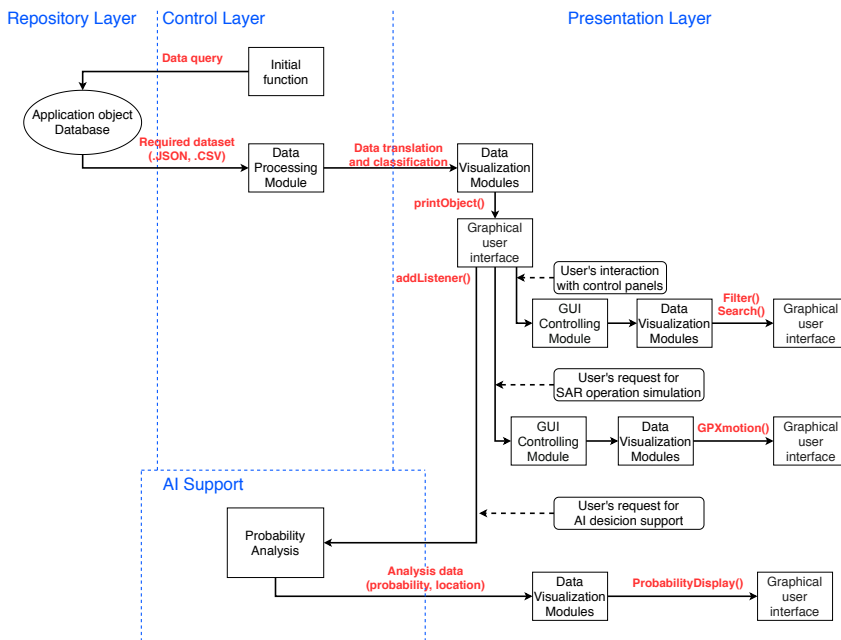 Repository Layer
Control Layer
Presentation Layer
Data query
Initial
function
Application object
Database
Required dataset
(.JSON, .CSV)
Data
Processing
Module
Data translation
and classification
Data
Visualization
Modules
printObject()
Graphical
user
interface
addListener()
User's interaction
with control panels
GUI
Controlling
Module
Data
Visualization
Modules
Filter()
Search()
Graphical
user
interface
User's request for
SAR operation simulation
GUI
Controlling
Module
Data
Visualization
Modules
GPXmotion()
Graphical
user
interface
AI Support
User's request for
AI desicion support
Probability
Analysis
Analysis data
(probability, location)
Data
Visualization
Modules
ProbabilityDisplay()
Graphical
user
interface